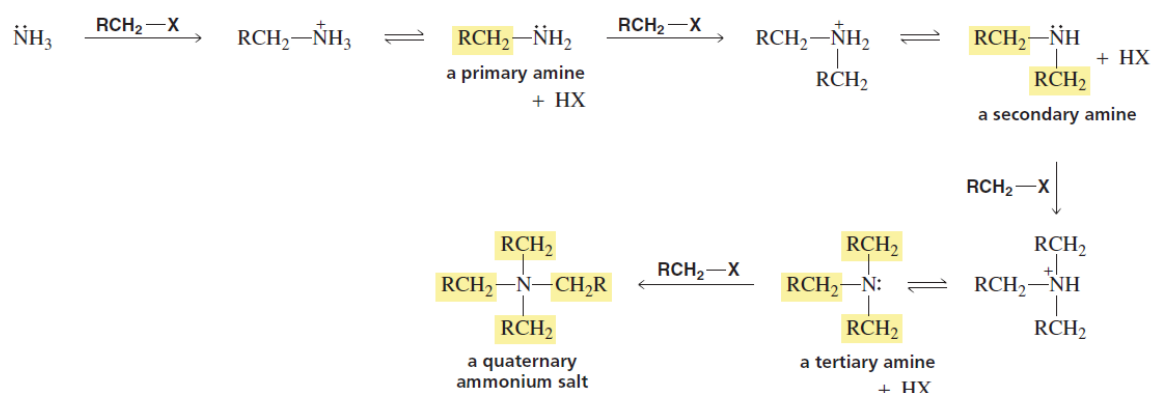 N̈H₃ RCH₂—X RCH₂—N⁺H₃ ⇌ RCH₂—N̈H₂ RCH₂—X RCH₂—N⁺H₂ ⇌ RCH₂—N̈H
RCH₂ RCH₂ + HX
a primary amine
+ HX
a secondary amine
RCH₂—X
RCH₂ RCH₂ RCH₂
RCH₂—N—CH₂R RCH₂—X RCH₂—N: ⇌ RCH₂—N⁺H
RCH₂ RCH₂ RCH₂
a quaternary
ammonium salt
a tertiary amine
+ HX